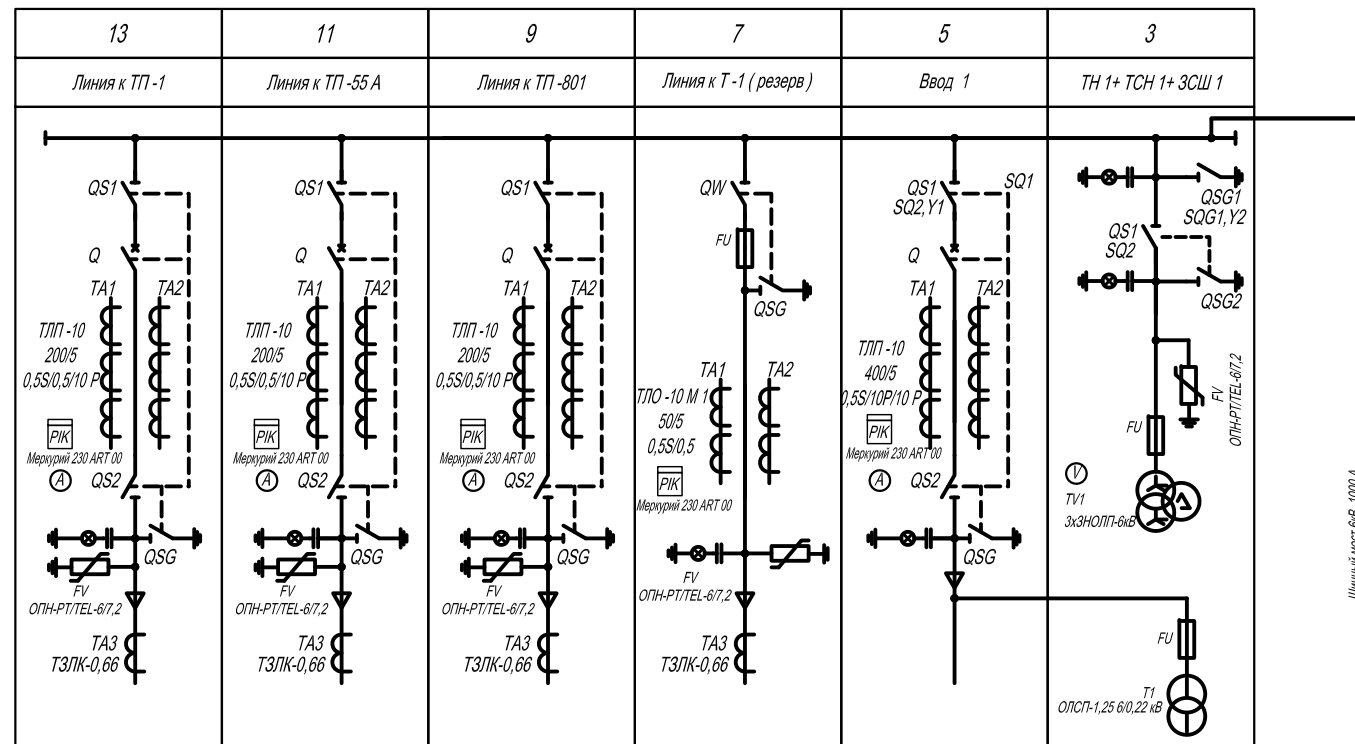 13
11
9
7
5
3
Линия к ТП -1
Линия к ТП -55 А
Линия к ТП -801
Линия к Т -1 ( резерв )
Ввод 1
ТН 1+ ТСН 1+ ЗСШ 1
QS1
Q
TA1
TA2
ТЛП -10
200/5
0,5S/0,5/10 Р
PIK
Меркурий 230 ART 00
A
QS2
QSG
FV
ОПН-РТ/TEL-6/7,2
TA3
ТЗЛК-0,66
QS1
Q
TA1
TA2
ТЛП -10
200/5
0,5S/0,5/10 Р
PIK
Меркурий 230 ART 00
A
QS2
QSG
FV
ОПН-РТ/TEL-6/7,2
TA3
ТЗЛК-0,66
QS1
Q
TA1
TA2
ТЛП -10
200/5
0,5S/0,5/10 Р
PIK
Меркурий 230 ART 00
A
QS2
QSG
FV
ОПН-РТ/TEL-6/7,2
TA3
ТЗЛК-0,66
QW
FU
QSG
TA1
TA2
ТЛО -10 М 1
50/5
0,5S/0,5
PIK
Меркурий 230 ART 00
FV
ОПН-РТ/TEL-6/7,2
TA3
ТЗЛК-0,66
QS1
SQ1
SQ2,Y1
Q
TA1
TA2
ТЛП -10
400/5
0,5S/10Р/10 Р
PIK
Меркурий 230 ART 00
A
QS2
QSG
QSG1
SQG1,Y2
QS1
SQ2
QSG2
FV
ОПН-РТ/TEL-6/7,2
FU
V
TV1
3хЗНОЛП-6кВ
FU
T1
ОЛСП-1,25 6/0,22 кВ
Шинный мост 6кВ, 1000 А